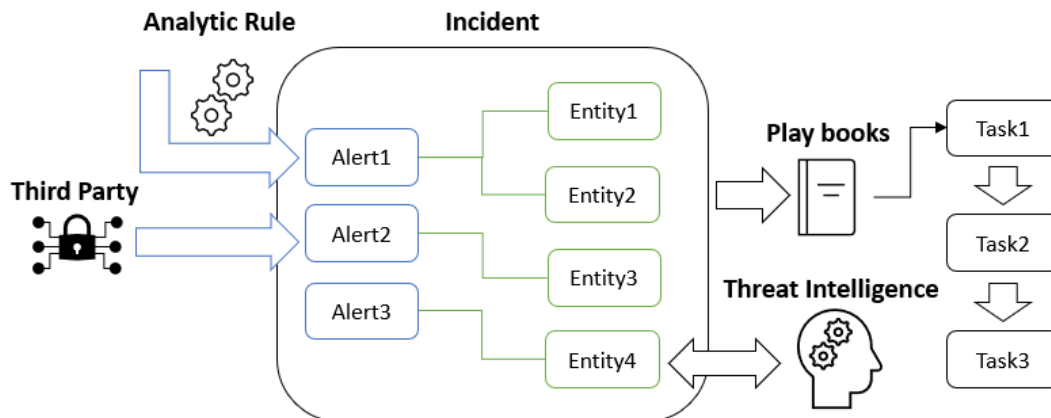 Analytic Rule
Incident
Entity1
Alert1
Play books
Task1
Third Party
Entity2
Alert2
Task2
Entity3
Threat Intelligence
Alert3
Entity4
Task3